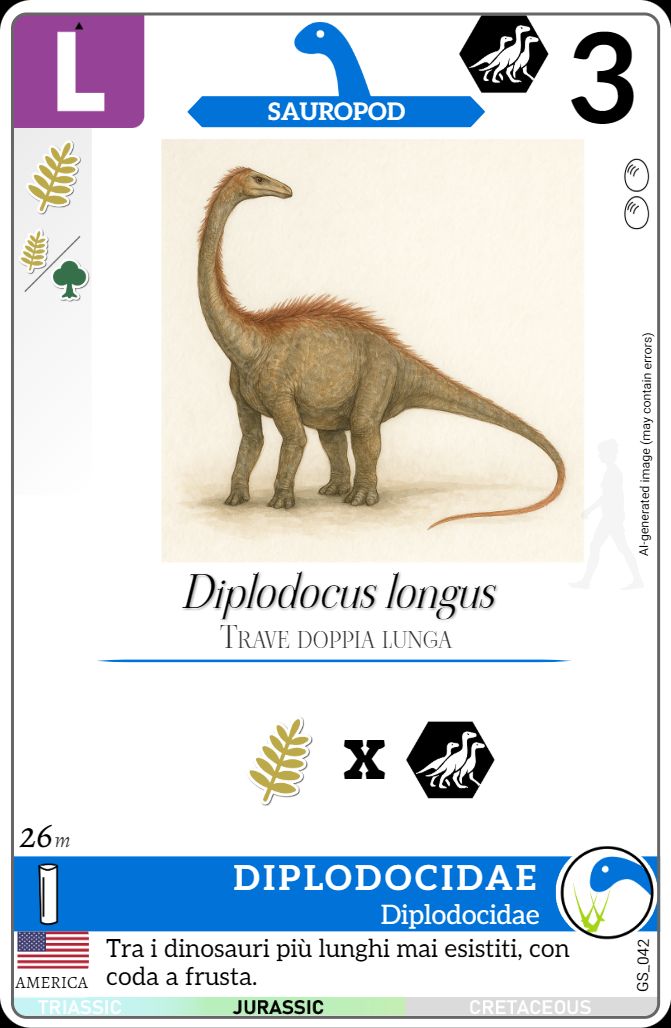 L
3
SAUROPOD
AI-generated image (may contain errors)
Diplodocus longus
Trave doppia lunga
X
26 m
DIPLODOCIDAE
Diplodocidae
Tra i dinosauri più lunghi mai esistiti, con
coda a frusta.
AMERICA
GS_042
TRIASSIC
JURASSIC
CRETACEOUS